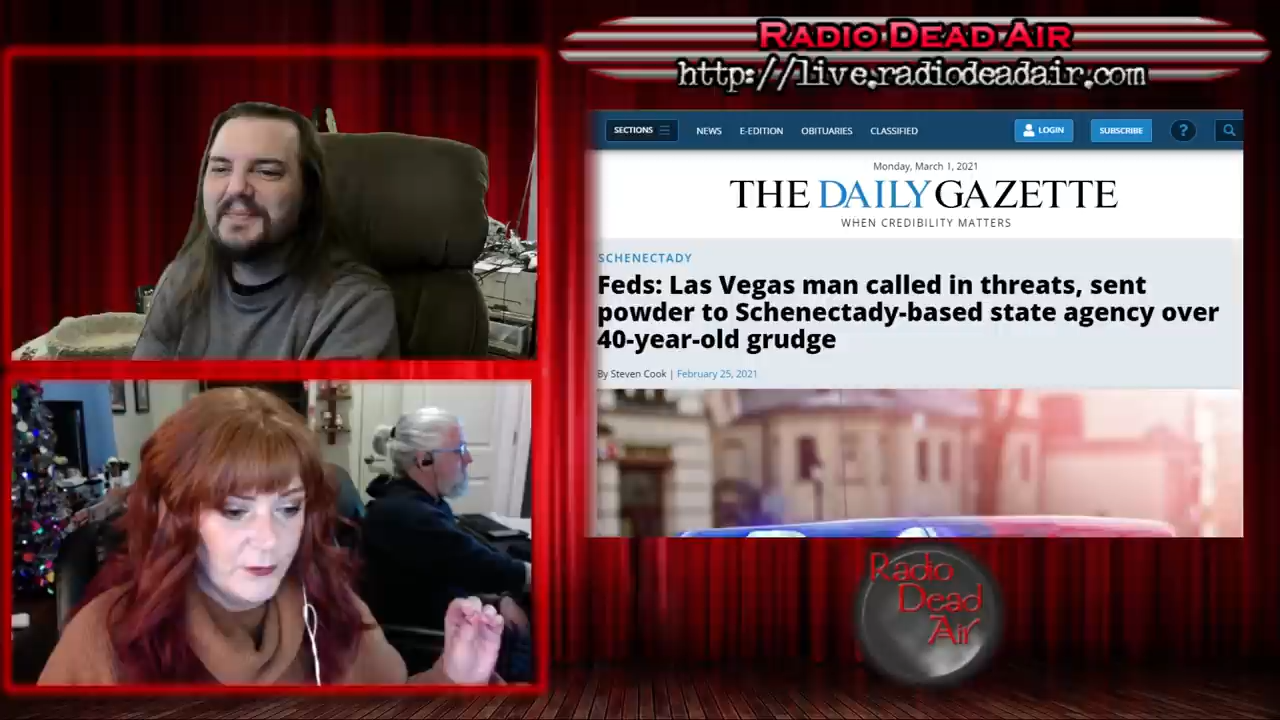 RADIO DEAD AIR
http://live.radiodeadair.com
SECTIONS NEWS E-EDITION OBITUARIES CLASSIFIED LOGIN SUBSCRIBE ?
Monday, March 1, 2021
THE DAILY GAZETTE
WHEN CREDIBILITY MATTERS
SCHENECTADY
Feds: Las Vegas man called in threats, sent
powder to Schenectady-based state agency over
40-year-old grudge
By Steven Cook | February 25, 2021
Radio
Dead
Air